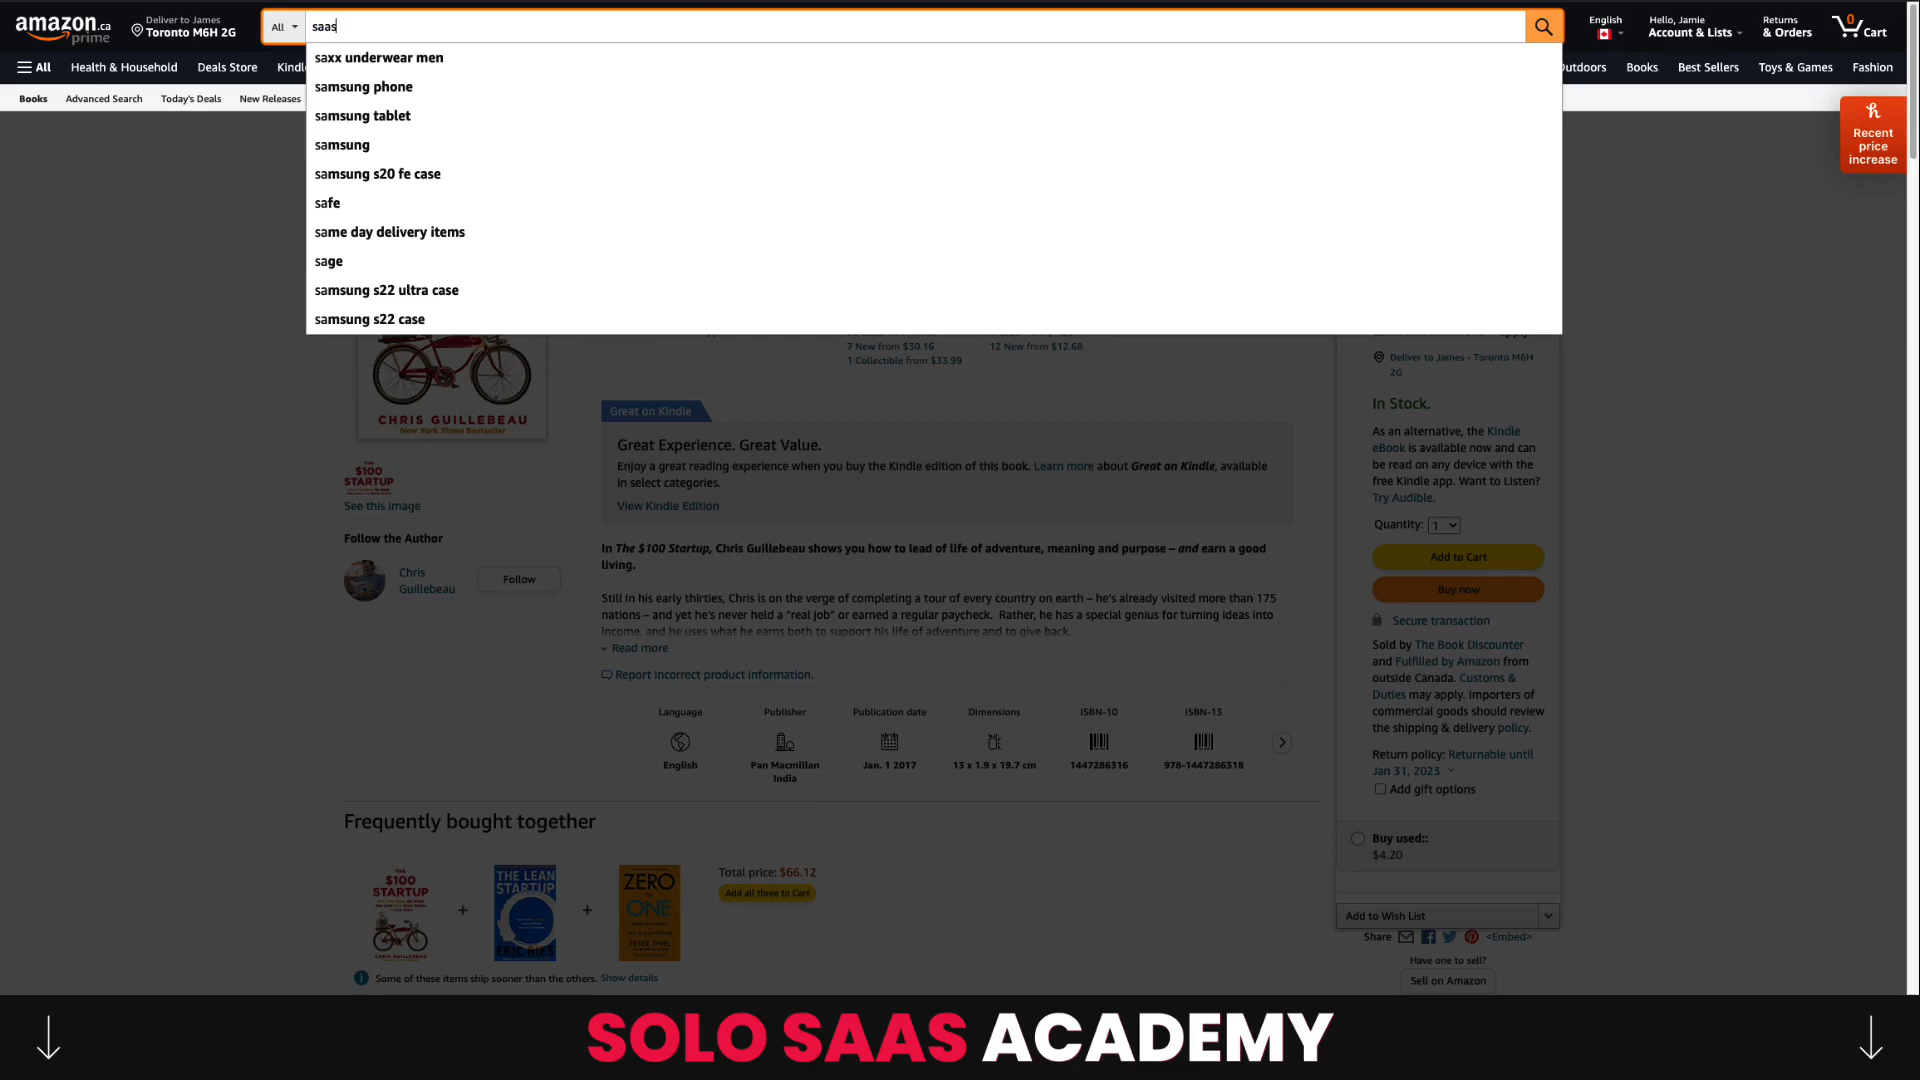 amazon.ca
prime
Deliver to James
Toronto M6H 2G
All
saas
English
Hello, Jamie
Account & Lists
Returns
& Orders
0
Cart
All
Health & Household
Deals Store
Outdoors
Books
Best Sellers
Toys & Games
Fashion
Books
Advanced Search
Today's Deals
New Releases
saxx underwear men
samsung phone
samsung tablet
samsung
samsung s20 fe case
safe
same day delivery items
sage
samsung s22 ultra case
samsung s22 case
Recent
price
increase
7 New from $30.16
12 New from $12.68
1 Collectible from $33.99
CHRIS GUILLEBEAU
New York Times Bestseller
THE
$100
STARTUP
See this image
Follow the Author
Chris
Guillebeau
Follow
Great on Kindle
Great Experience. Great Value.
Enjoy a great reading experience when you buy the Kindle edition of this book. Learn more about Great on Kindle, available
in select categories.
View Kindle Edition
In The $100 Startup, Chris Guillebeau shows you how to lead of life of adventure, meaning and purpose – and earn a good
living.
Still in his early thirties, Chris is on the verge of completing a tour of every country on earth – he's already visited more than 175
nations – and yet he's never held a "real job" or earned a regular paycheck. Rather, he has a special genius for turning ideas into
income, and he uses what he earns both to support his life of adventure and to give back.
Read more
Report incorrect product information.
Language
Publisher
Publication date
Dimensions
ISBN-10
ISBN-13
English
Pan Macmillan
India
Jan. 1 2017
13 x 1.9 x 19.7 cm
1447286316
978-1447286318
Deliver to James - Toronto M6H
2G
In Stock.
As an alternative, the Kindle
eBook is available now and can
be read on any device with the
free Kindle app. Want to Listen?
Try Audible.
Quantity: 1
Add to Cart
Buy now
Secure transaction
Sold by The Book Discounter
and Fulfilled by Amazon from
outside Canada. Customs &
Duties may apply. Importers of
commercial goods should review
the shipping & delivery policy.
Return policy: Returnable until
Jan 31, 2023
Add gift options
Buy used::
$4.20
Add to Wish List
Share
<Embed>
Have one to sell?
Sell on Amazon
Frequently bought together
THE
$100
STARTUP
CHRIS GUILLEBEAU
+
THE LEAN
STARTUP
ERIC RIES
+
ZERO
TO
ONE
PETER THIEL
Total price: $66.12
Add all three to Cart
Some of these items ship sooner than the others. Show details
SOLO SAAS ACADEMY